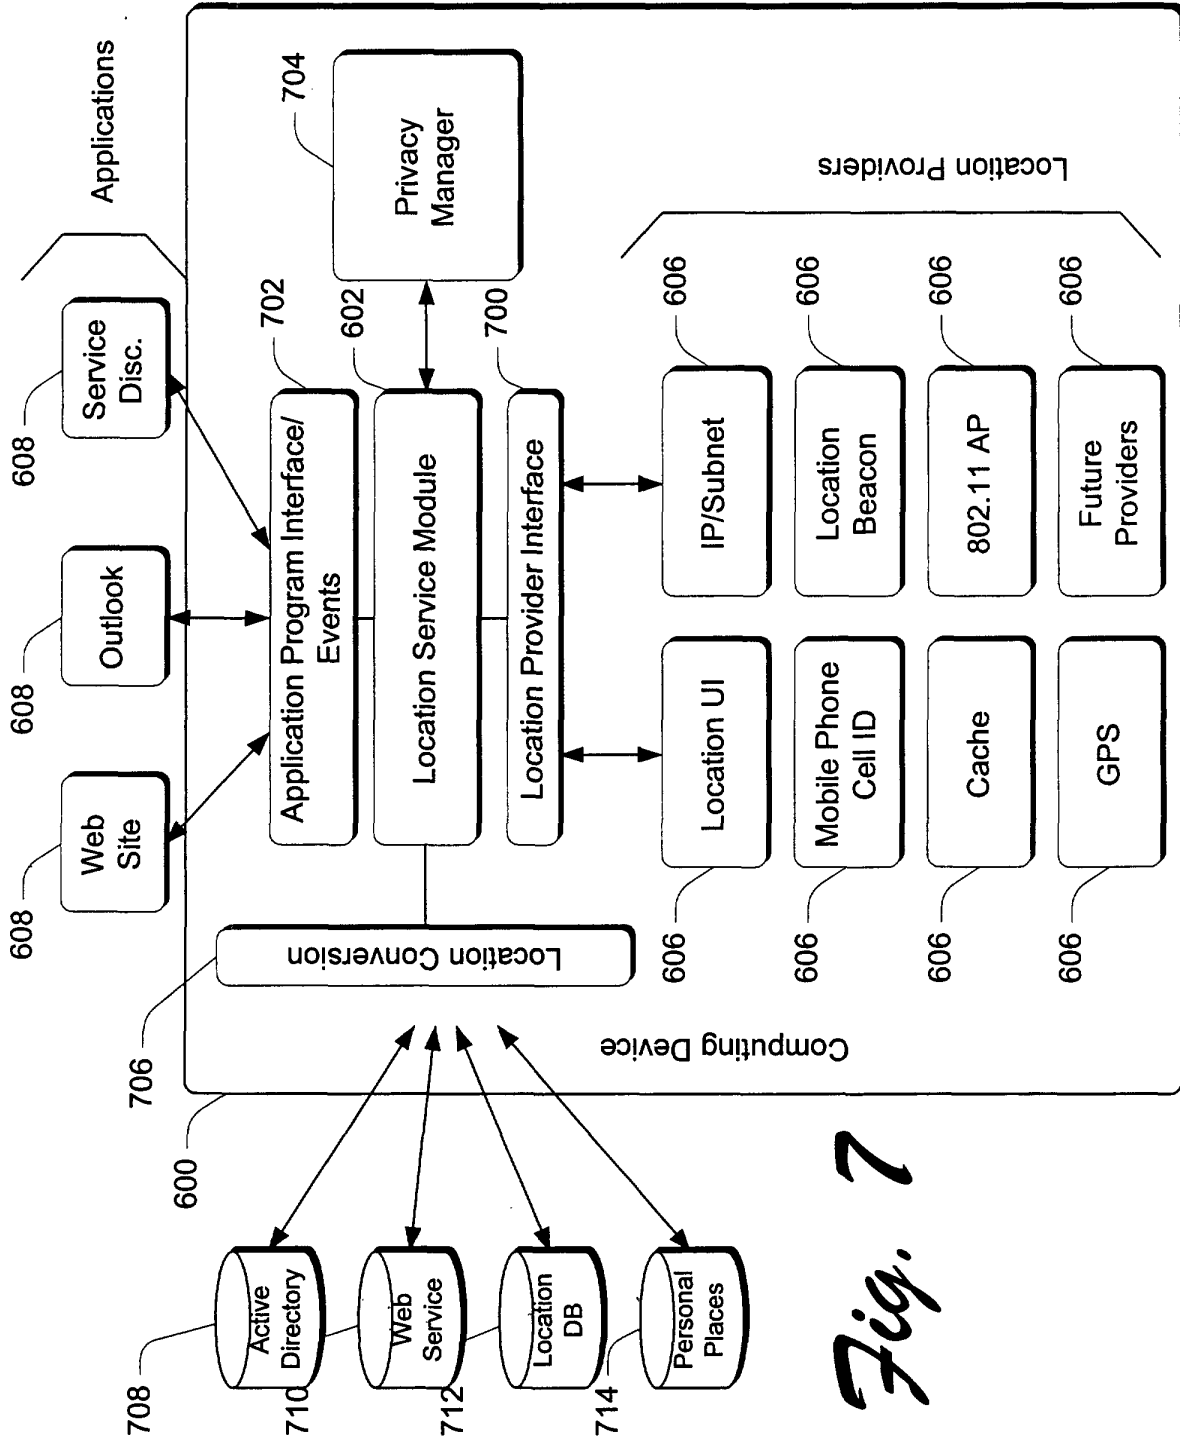 Applications
608
Web
Site
608
Outlook
608
Service
Disc.
600
706
Location Conversion
702
Application Program Interface/
Events
602
Location Service Module
700
Location Provider Interface
704
Privacy
Manager
708
Active
Directory
710
Web
Service
712
Location
DB
714
Personal
Places
Computing Device
Location Providers
606
Location UI
606
IP/Subnet
606
Mobile Phone
Cell ID
606
Location
Beacon
606
Cache
606
802.11 AP
606
GPS
606
Future
Providers
Fig. 7